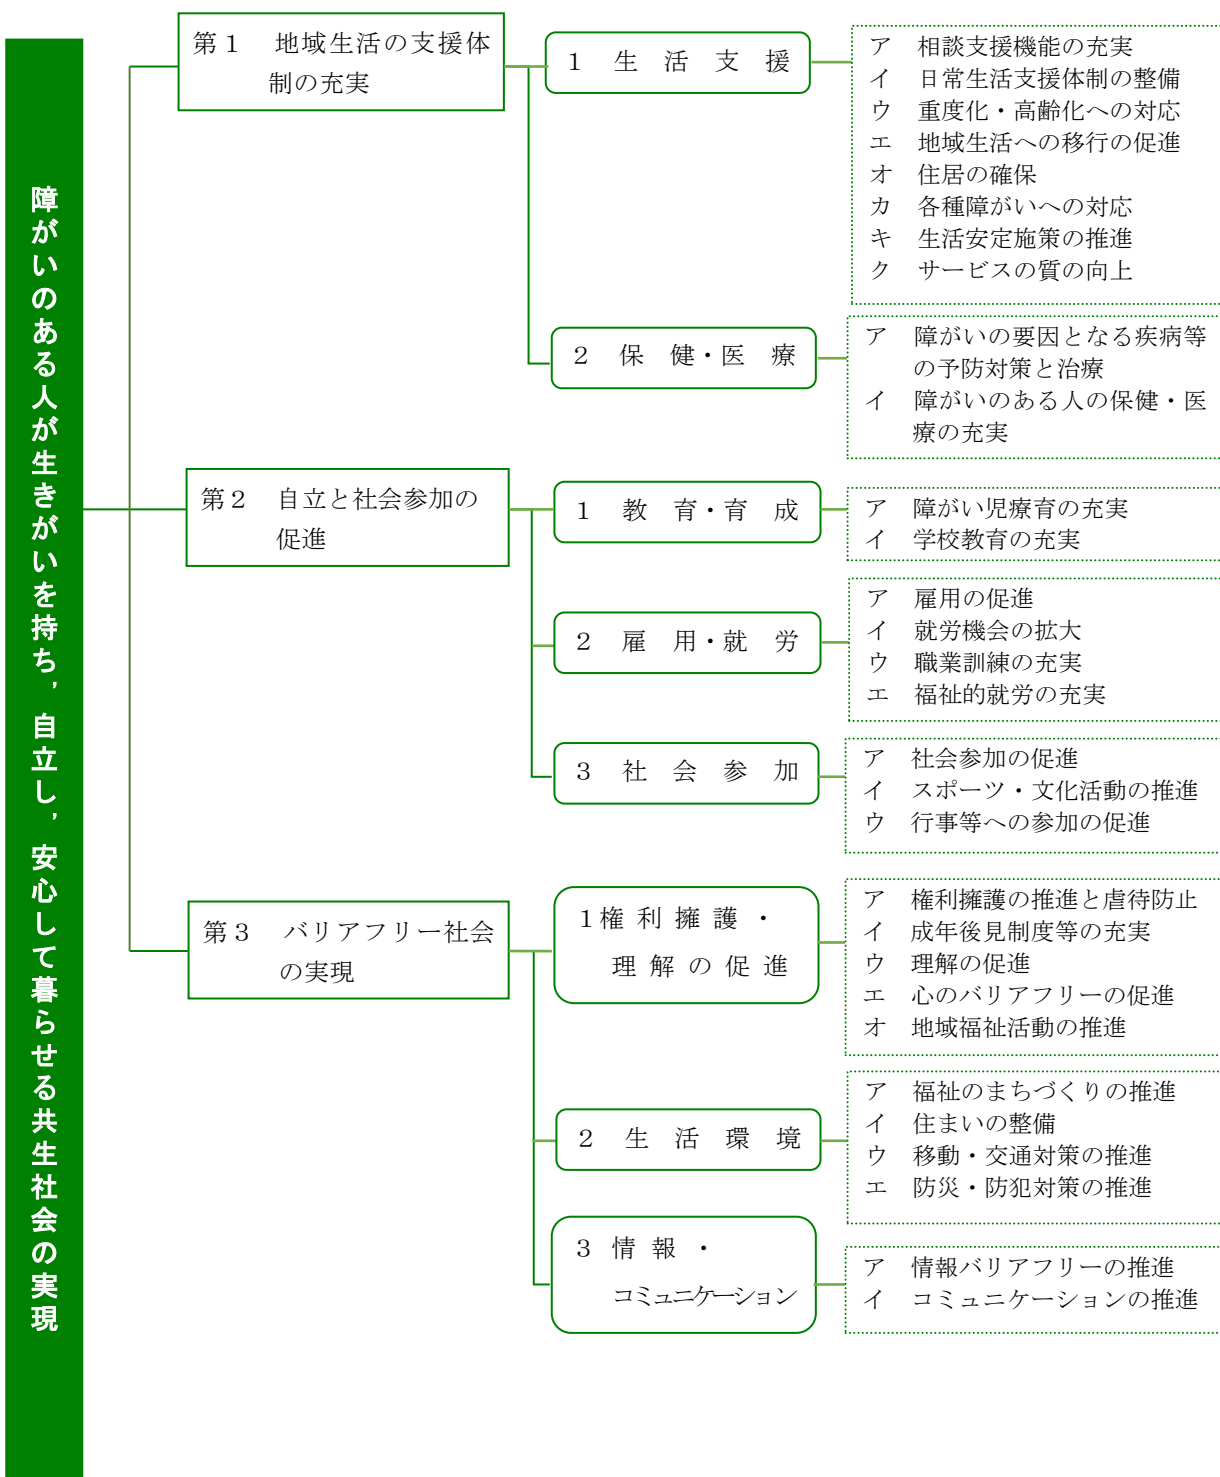 障がいのある人が生きがいを持ち，自立し，安心して暮らせる共生社会の実現
第１　地域生活の支援体
制の充実
１　生　活　支　援
ア　相談支援機能の充実
イ　日常生活支援体制の整備
ウ　重度化・高齢化への対応
エ　地域生活への移行の促進
オ　住居の確保
カ　各種障がいへの対応
キ　生活安定施策の推進
ク　サービスの質の向上
２　保　健・医　療
ア　障がいの要因となる疾病等
の予防対策と治療
イ　障がいのある人の保健・医
療の充実
第２　自立と社会参加の
促進
１　教　育・育　成
ア　障がい児療育の充実
イ　学校教育の充実
２　雇　用・就　労
ア　雇用の促進
イ　就労機会の拡大
ウ　職業訓練の充実
エ　福祉的就労の充実
３　社　会　参　加
ア　社会参加の促進
イ　スポーツ・文化活動の推進
ウ　行事等への参加の促進
第３　バリアフリー社会
の実現
１権 利 擁 護 ・
理 解 の 促 進
ア　権利擁護の推進と虐待防止
イ　成年後見制度等の充実
ウ　理解の促進
エ　心のバリアフリーの促進
オ　地域福祉活動の推進
２　生　活　環　境
ア　福祉のまちづくりの推進
イ　住まいの整備
ウ　移動・交通対策の推進
エ　防災・防犯対策の推進
３ 情 報 ・
コミュニケーション
ア　情報バリアフリーの推進
イ　コミュニケーションの推進